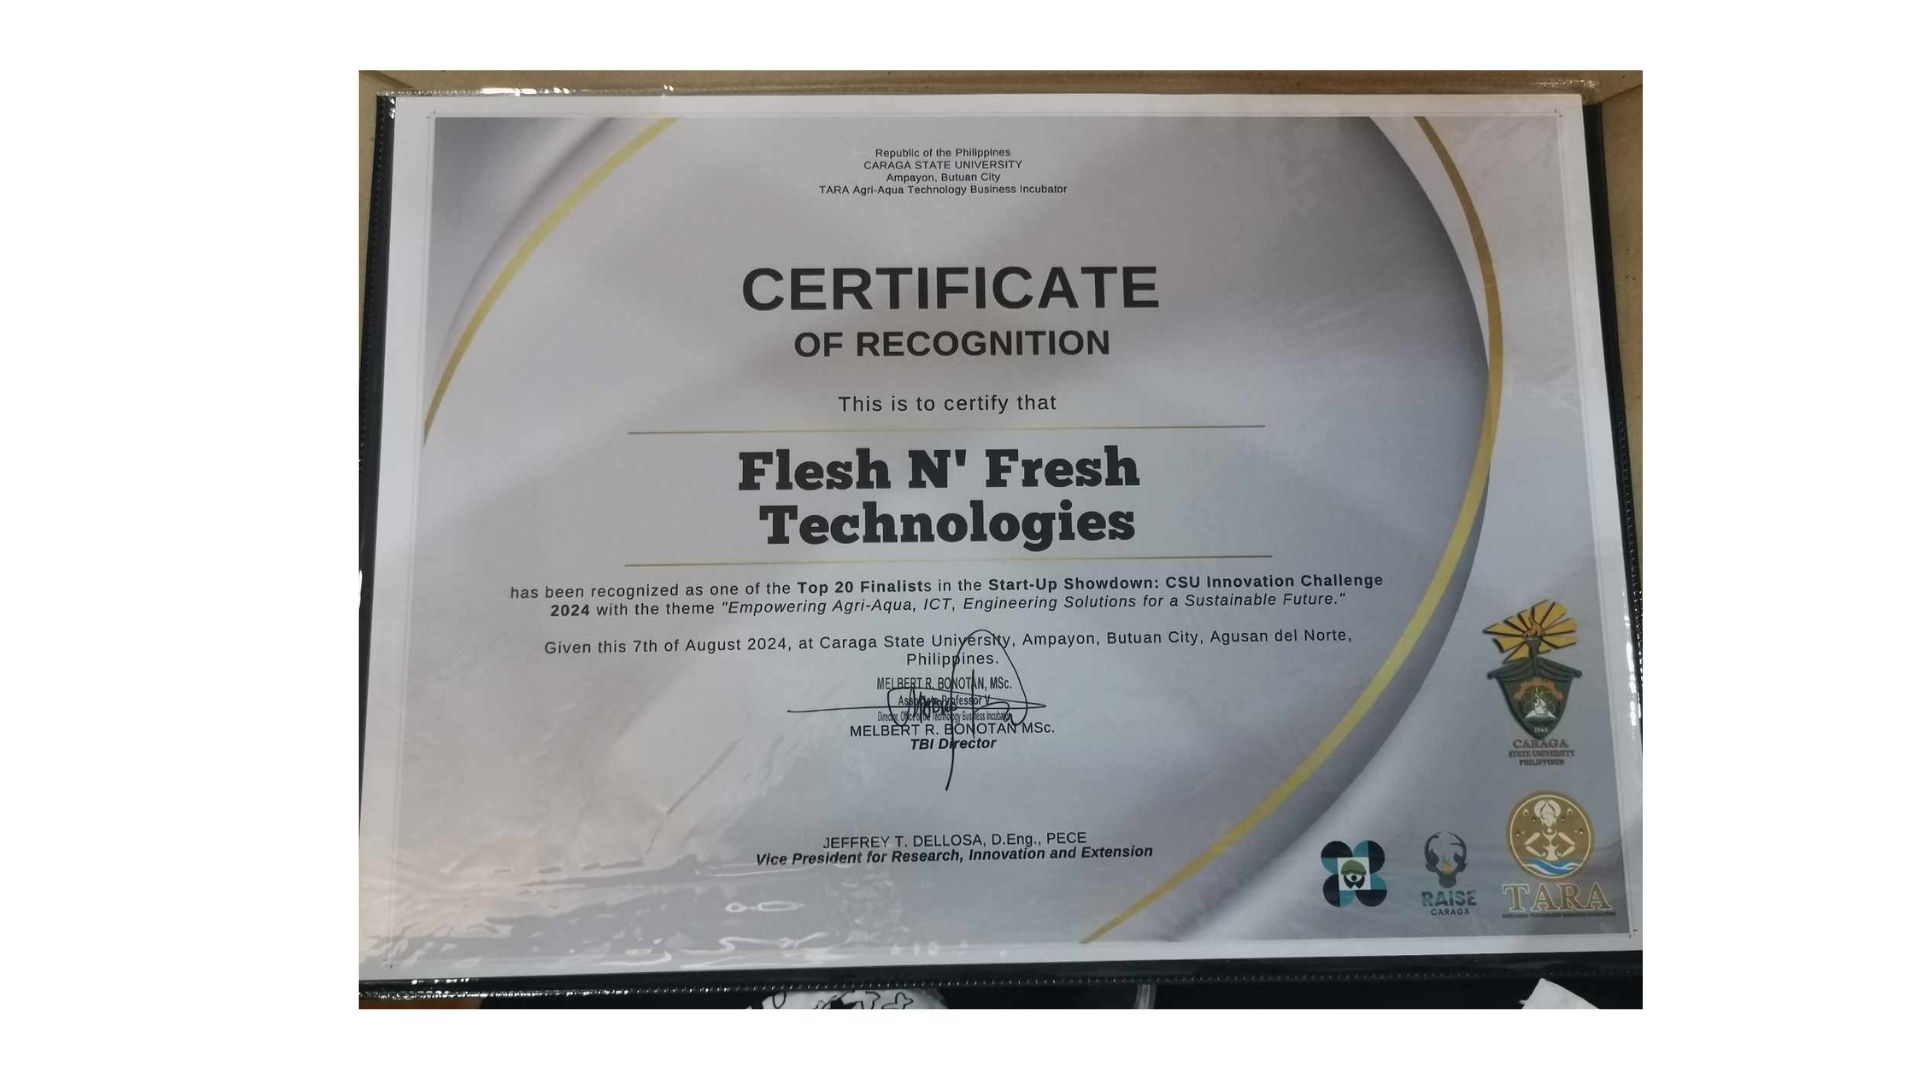 Republic of the Philippines
CARAGA STATE UNIVERSITY
Ampayon, Butuan City
TARA Agri-Aqua Technology Business Incubator
CERTIFICATE
OF RECOGNITION
This is to certify that
Flesh N' Fresh
Technologies
has been recognized as one of the Top 20 Finalists in the Start-Up Showdown: CSU Innovation Challenge
2024 with the theme "Empowering Agri-Aqua, ICT, Engineering Solutions for a Sustainable Future."
Given this 7th of August 2024, at Caraga State University, Ampayon, Butuan City, Agusan del Norte,
Philippines.
MELBERT R. BONOTAN, MSc.
Associate Professor V
Director, Office of the Technology Business Incubator
MELBERT R. BONOTAN MSc.
TBI Director
JEFFREY T. DELLOSA, D.Eng., PECE
Vice President for Research, Innovation and Extension
1946
CARAGA
STATE UNIVERSITY
PHILIPPINES
RAISE
CARAGA
TARA